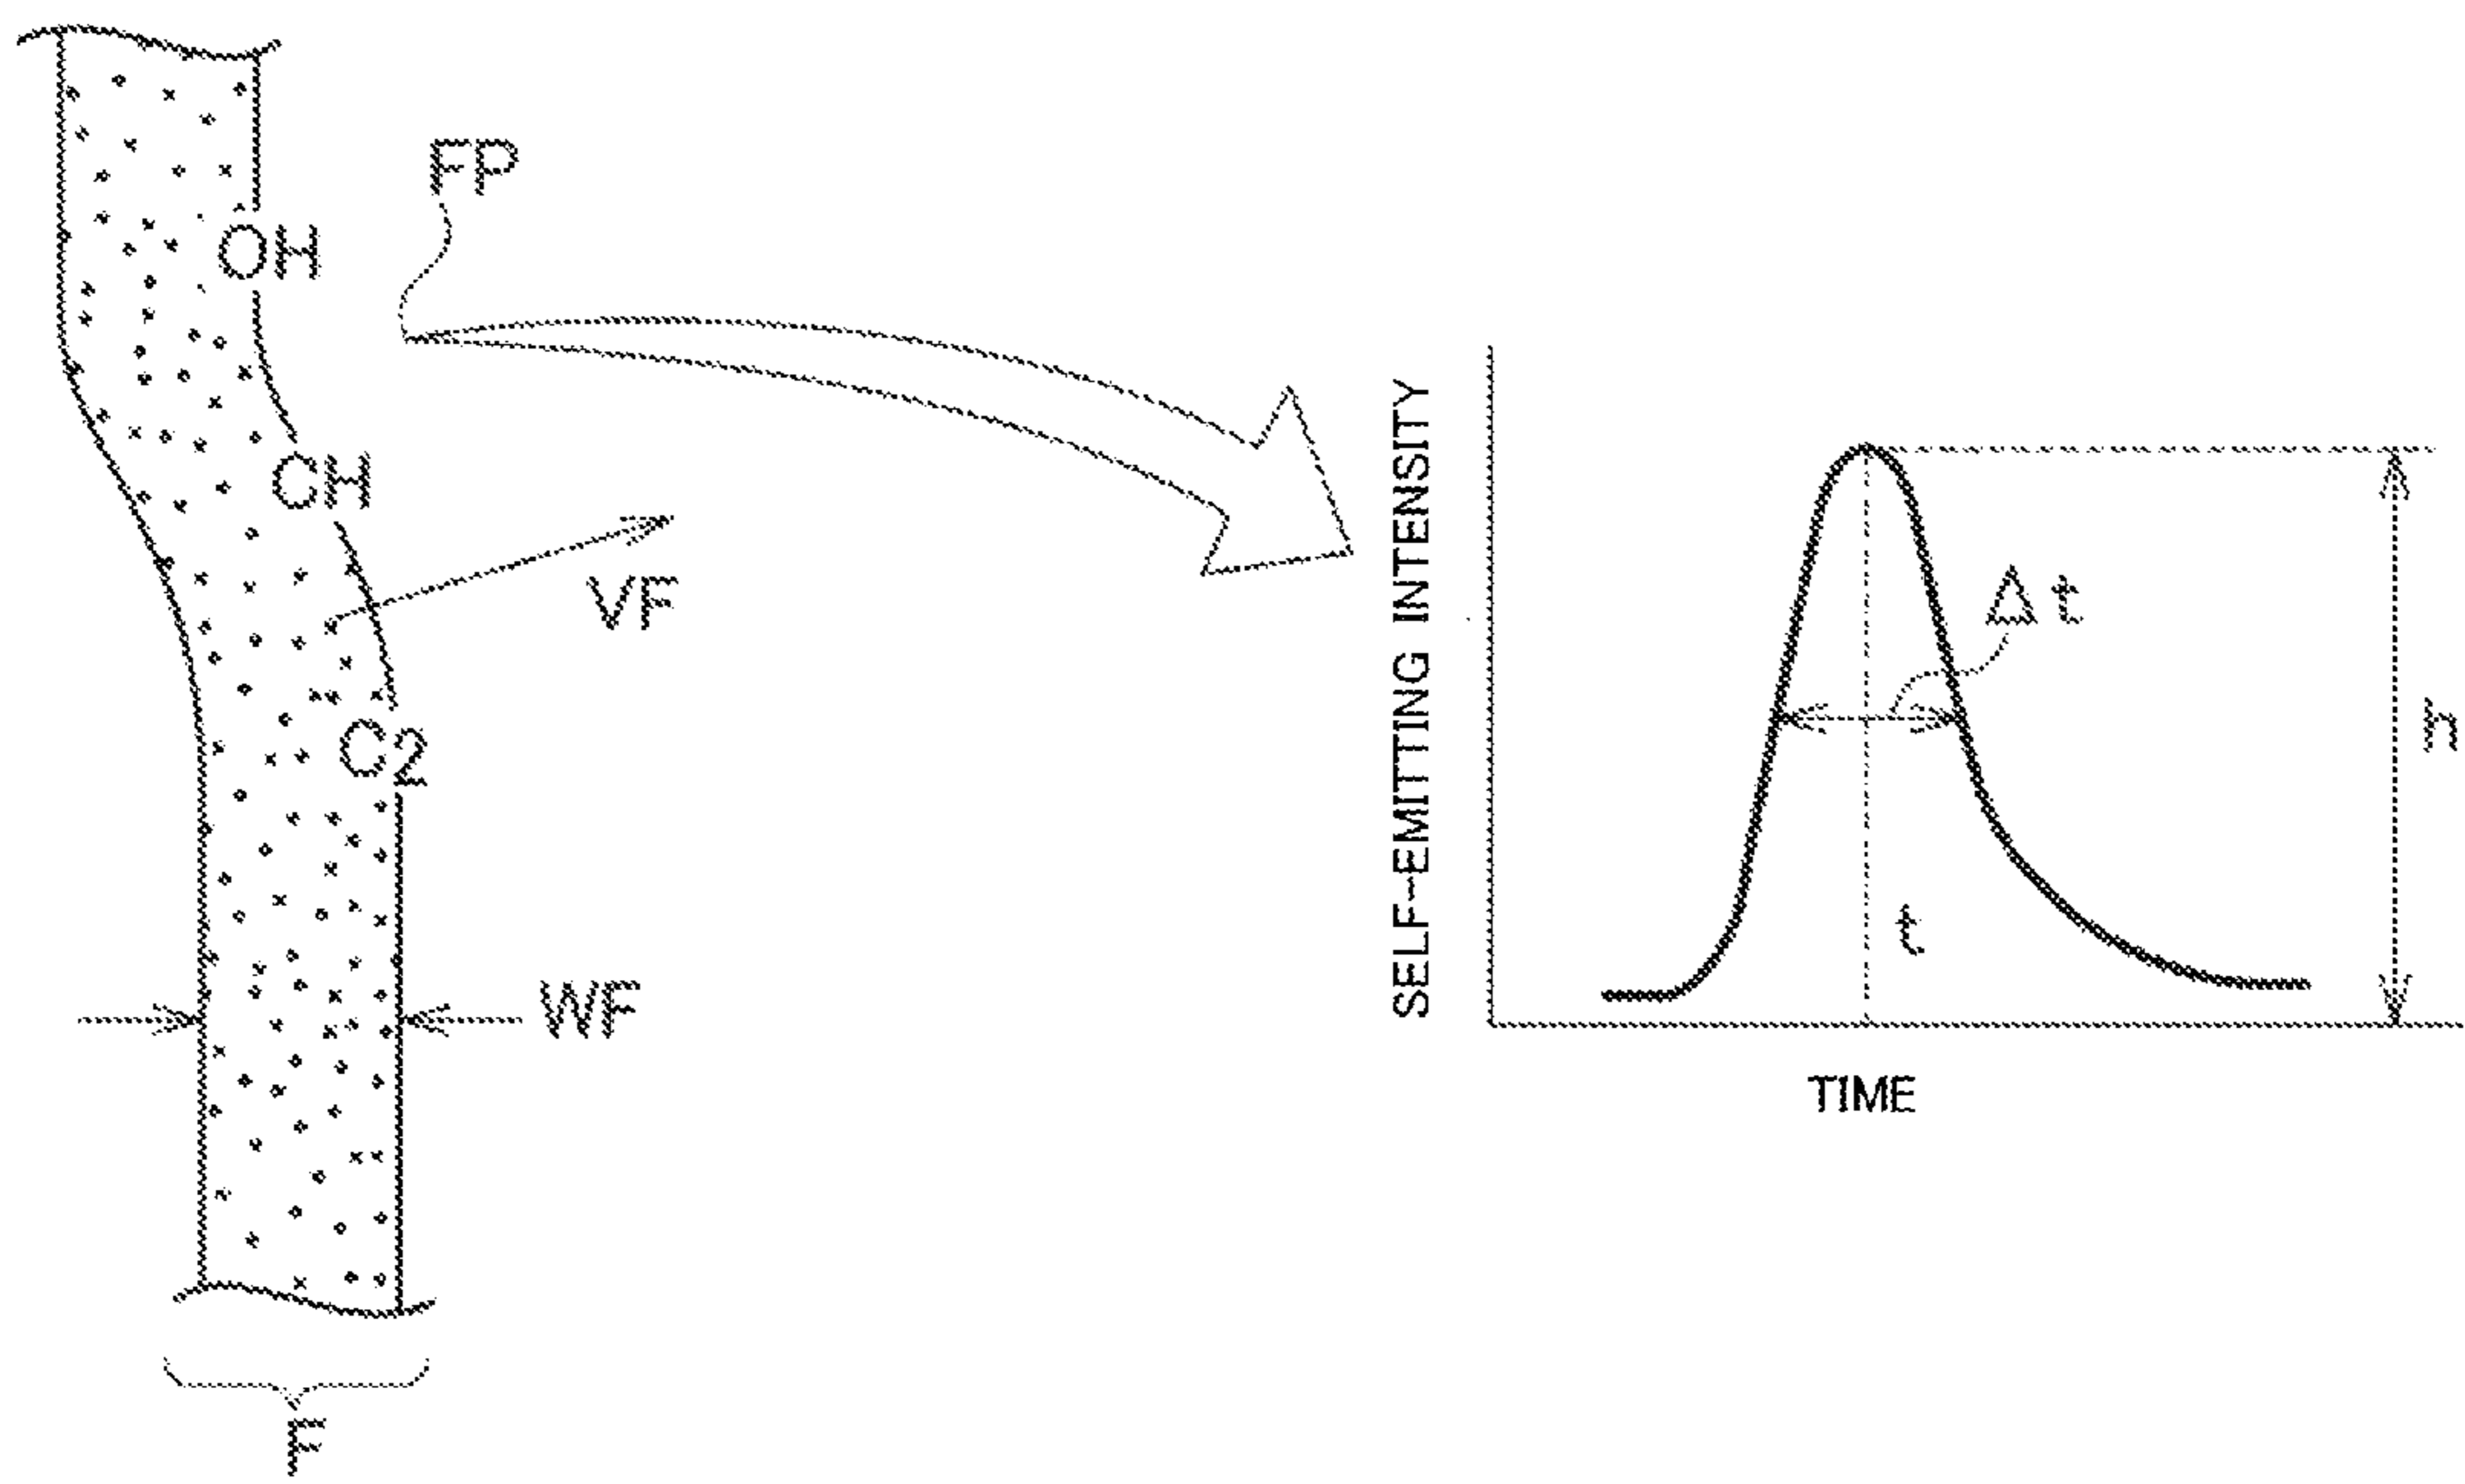 FP
OH
CH
VF
C2
WF
F
SELF-EMITTING INTENSITY
Δt
h
t
TIME